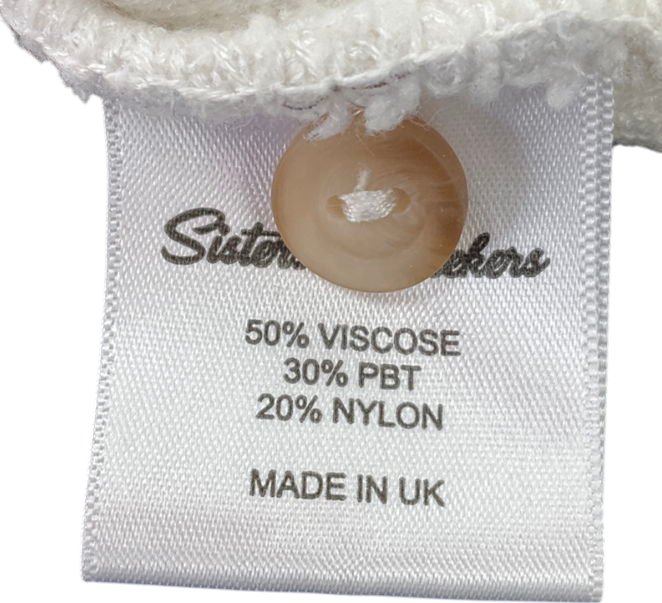 50% VISCOSE
30% PBT
20% NYLON
MADE IN UK